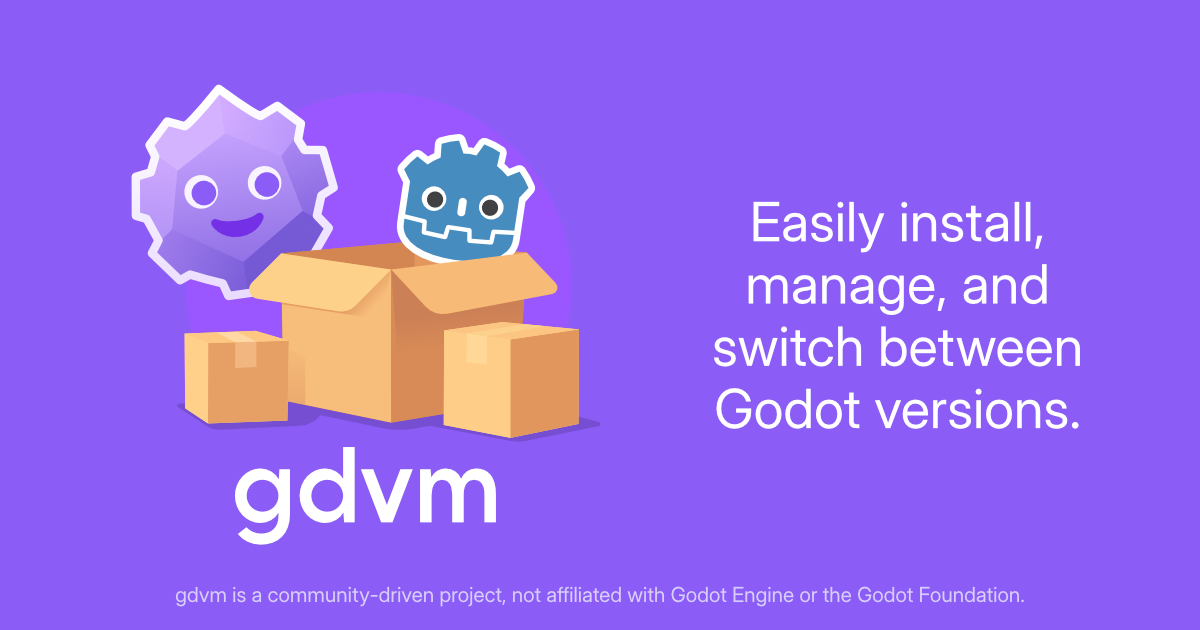 Easily install,
manage, and
switch between
Godot versions.
gdvm
gdvm is a community-driven project, not affiliated with Godot Engine or the Godot Foundation.